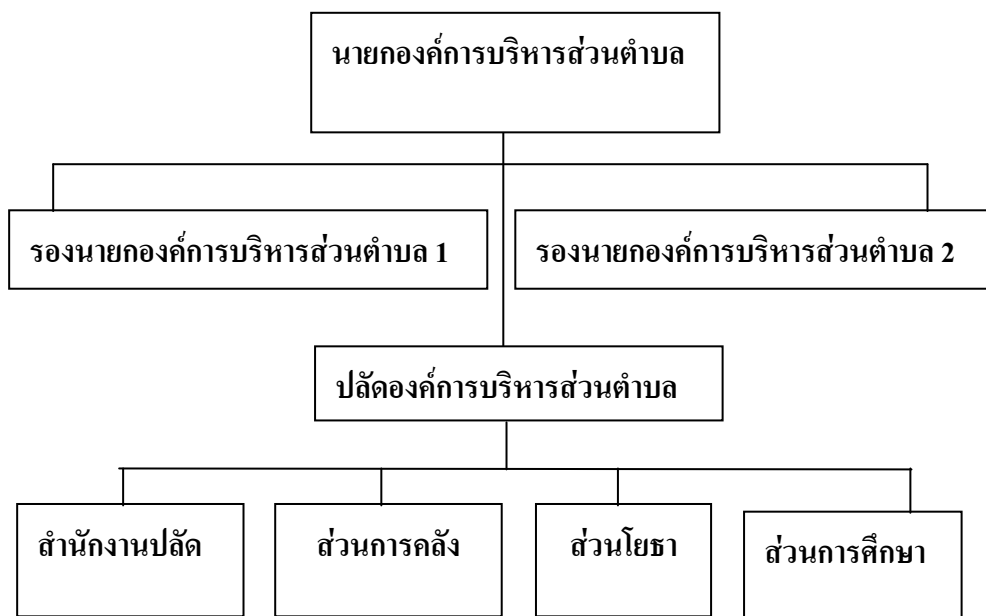 นายกองค์การบริหารส่วนตำบล
รองนายกองค์การบริหารส่วนตำบล 1
รองนายกองค์การบริหารส่วนตำบล 2
ปลัดองค์การบริหารส่วนตำบล
สำนักงานปลัด
ส่วนการคลัง
ส่วนโยธา
ส่วนการศึกษา